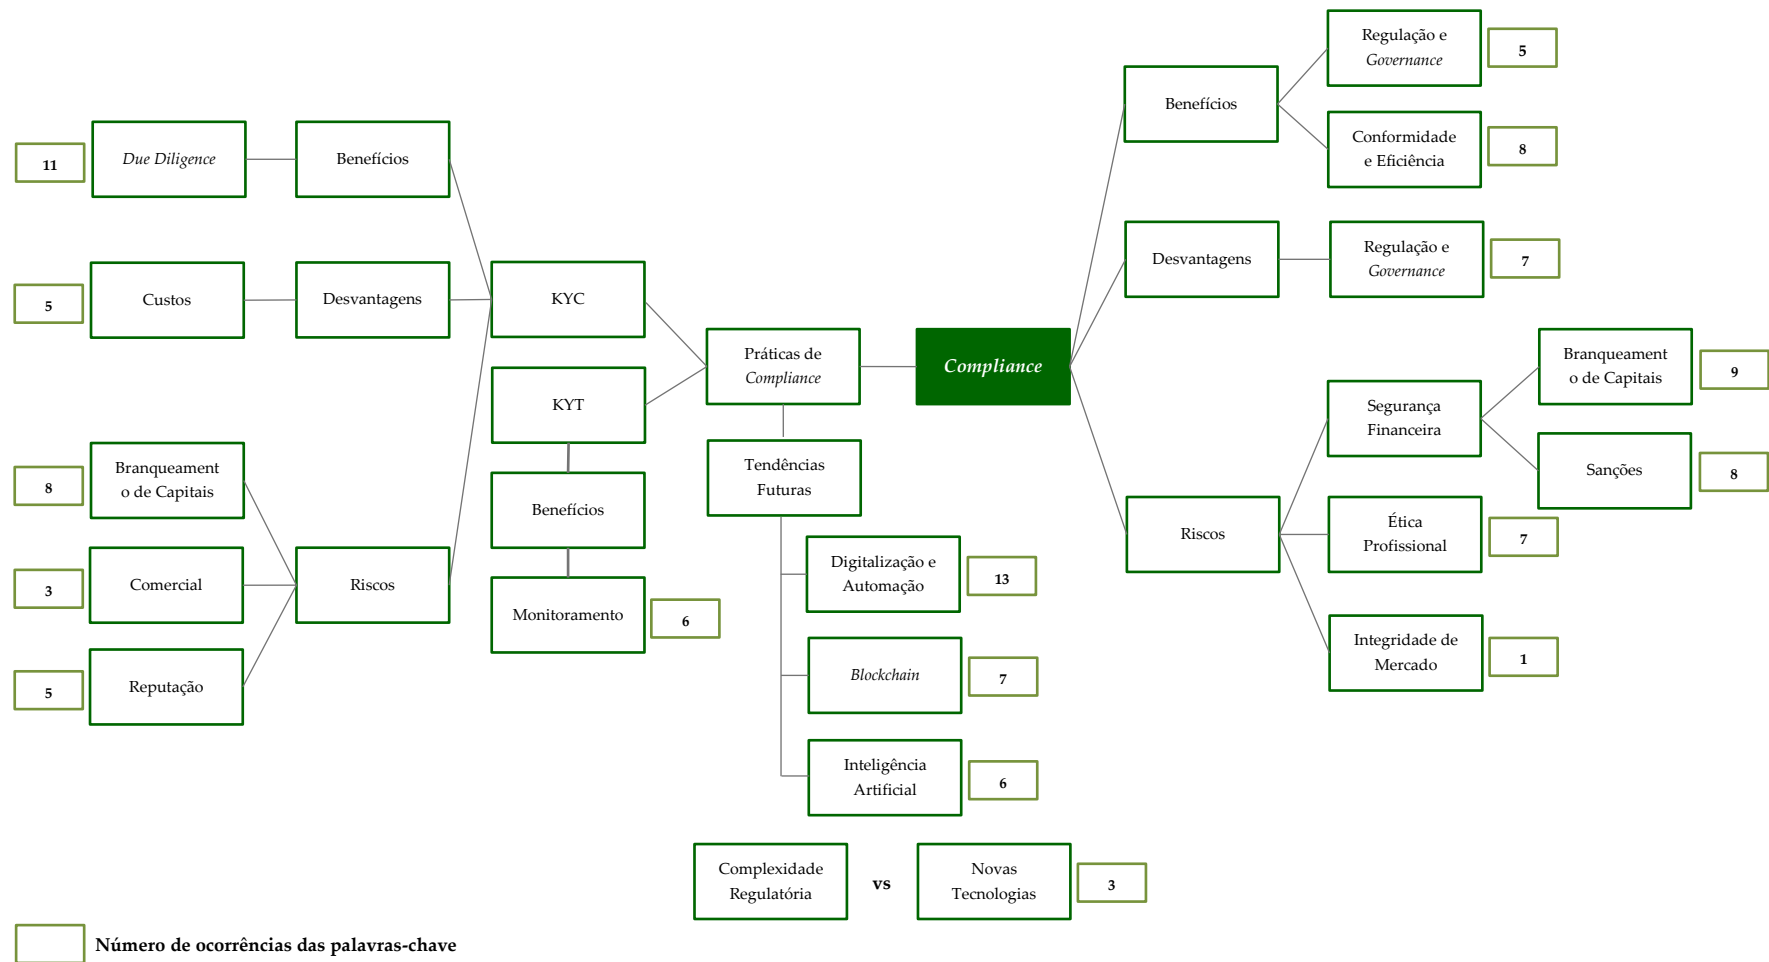 Regulação e
Governance
5
Benefícios
Conformidade
e Eficiência
8
11
Due Diligence
Benefícios
Desvantagens
Regulação e
Governance
7
5
Custos
Desvantagens
KYC
Práticas de
Compliance
Compliance
Branqueament
o de Capitais
9
KYT
Segurança
Financeira
Sanções
8
8
Branqueament
o de Capitais
Tendências
Futuras
Benefícios
Riscos
Ética
Profissional
7
3
Comercial
Riscos
Digitalização e
Automação
13
Monitoramento
6
Integridade de
Mercado
1
5
Reputação
Blockchain
7
Inteligência
Artificial
6
Complexidade
Regulatória
vs
Novas
Tecnologias
3
Número de ocorrências das palavras-chave